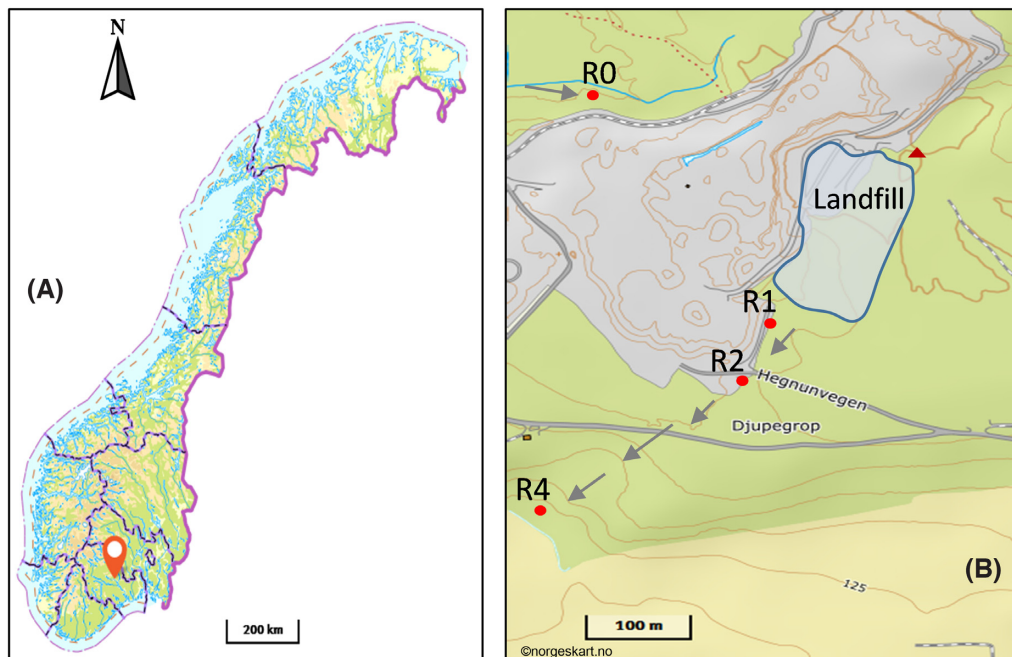 N
(A)
200 km
R0
Landfill
R1
R2
Hegnunvegen
Djupegrop
R4
(B)
125
100 m
©norgeskart.no